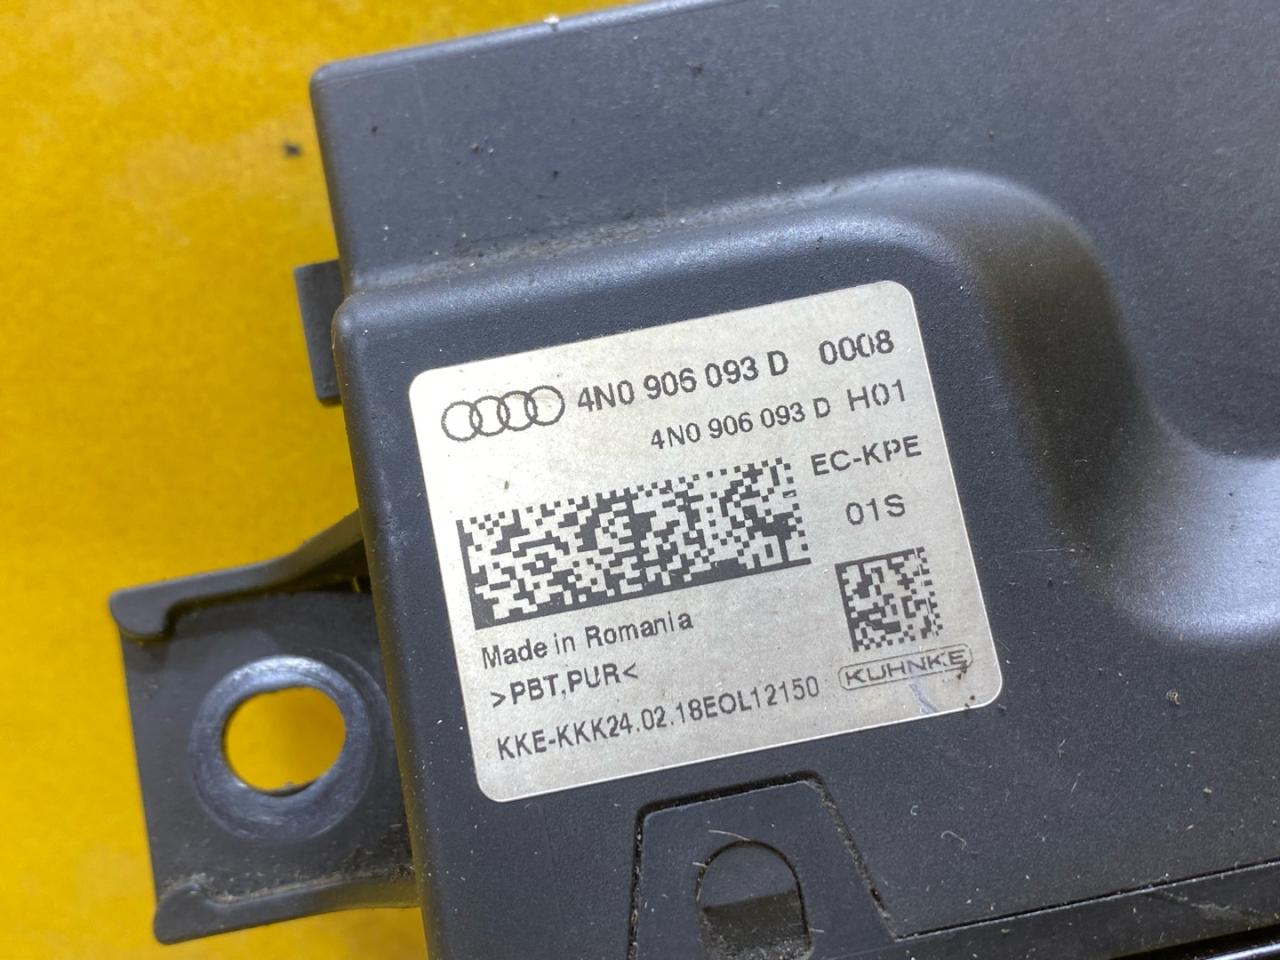 4N0 906 093 D 0008
4N0 906 093 D H01
EC-KPE
01S
Made in Romania
>PBT,PUR<
KUHNKE
KKE-KKK24.02.18EOL12150